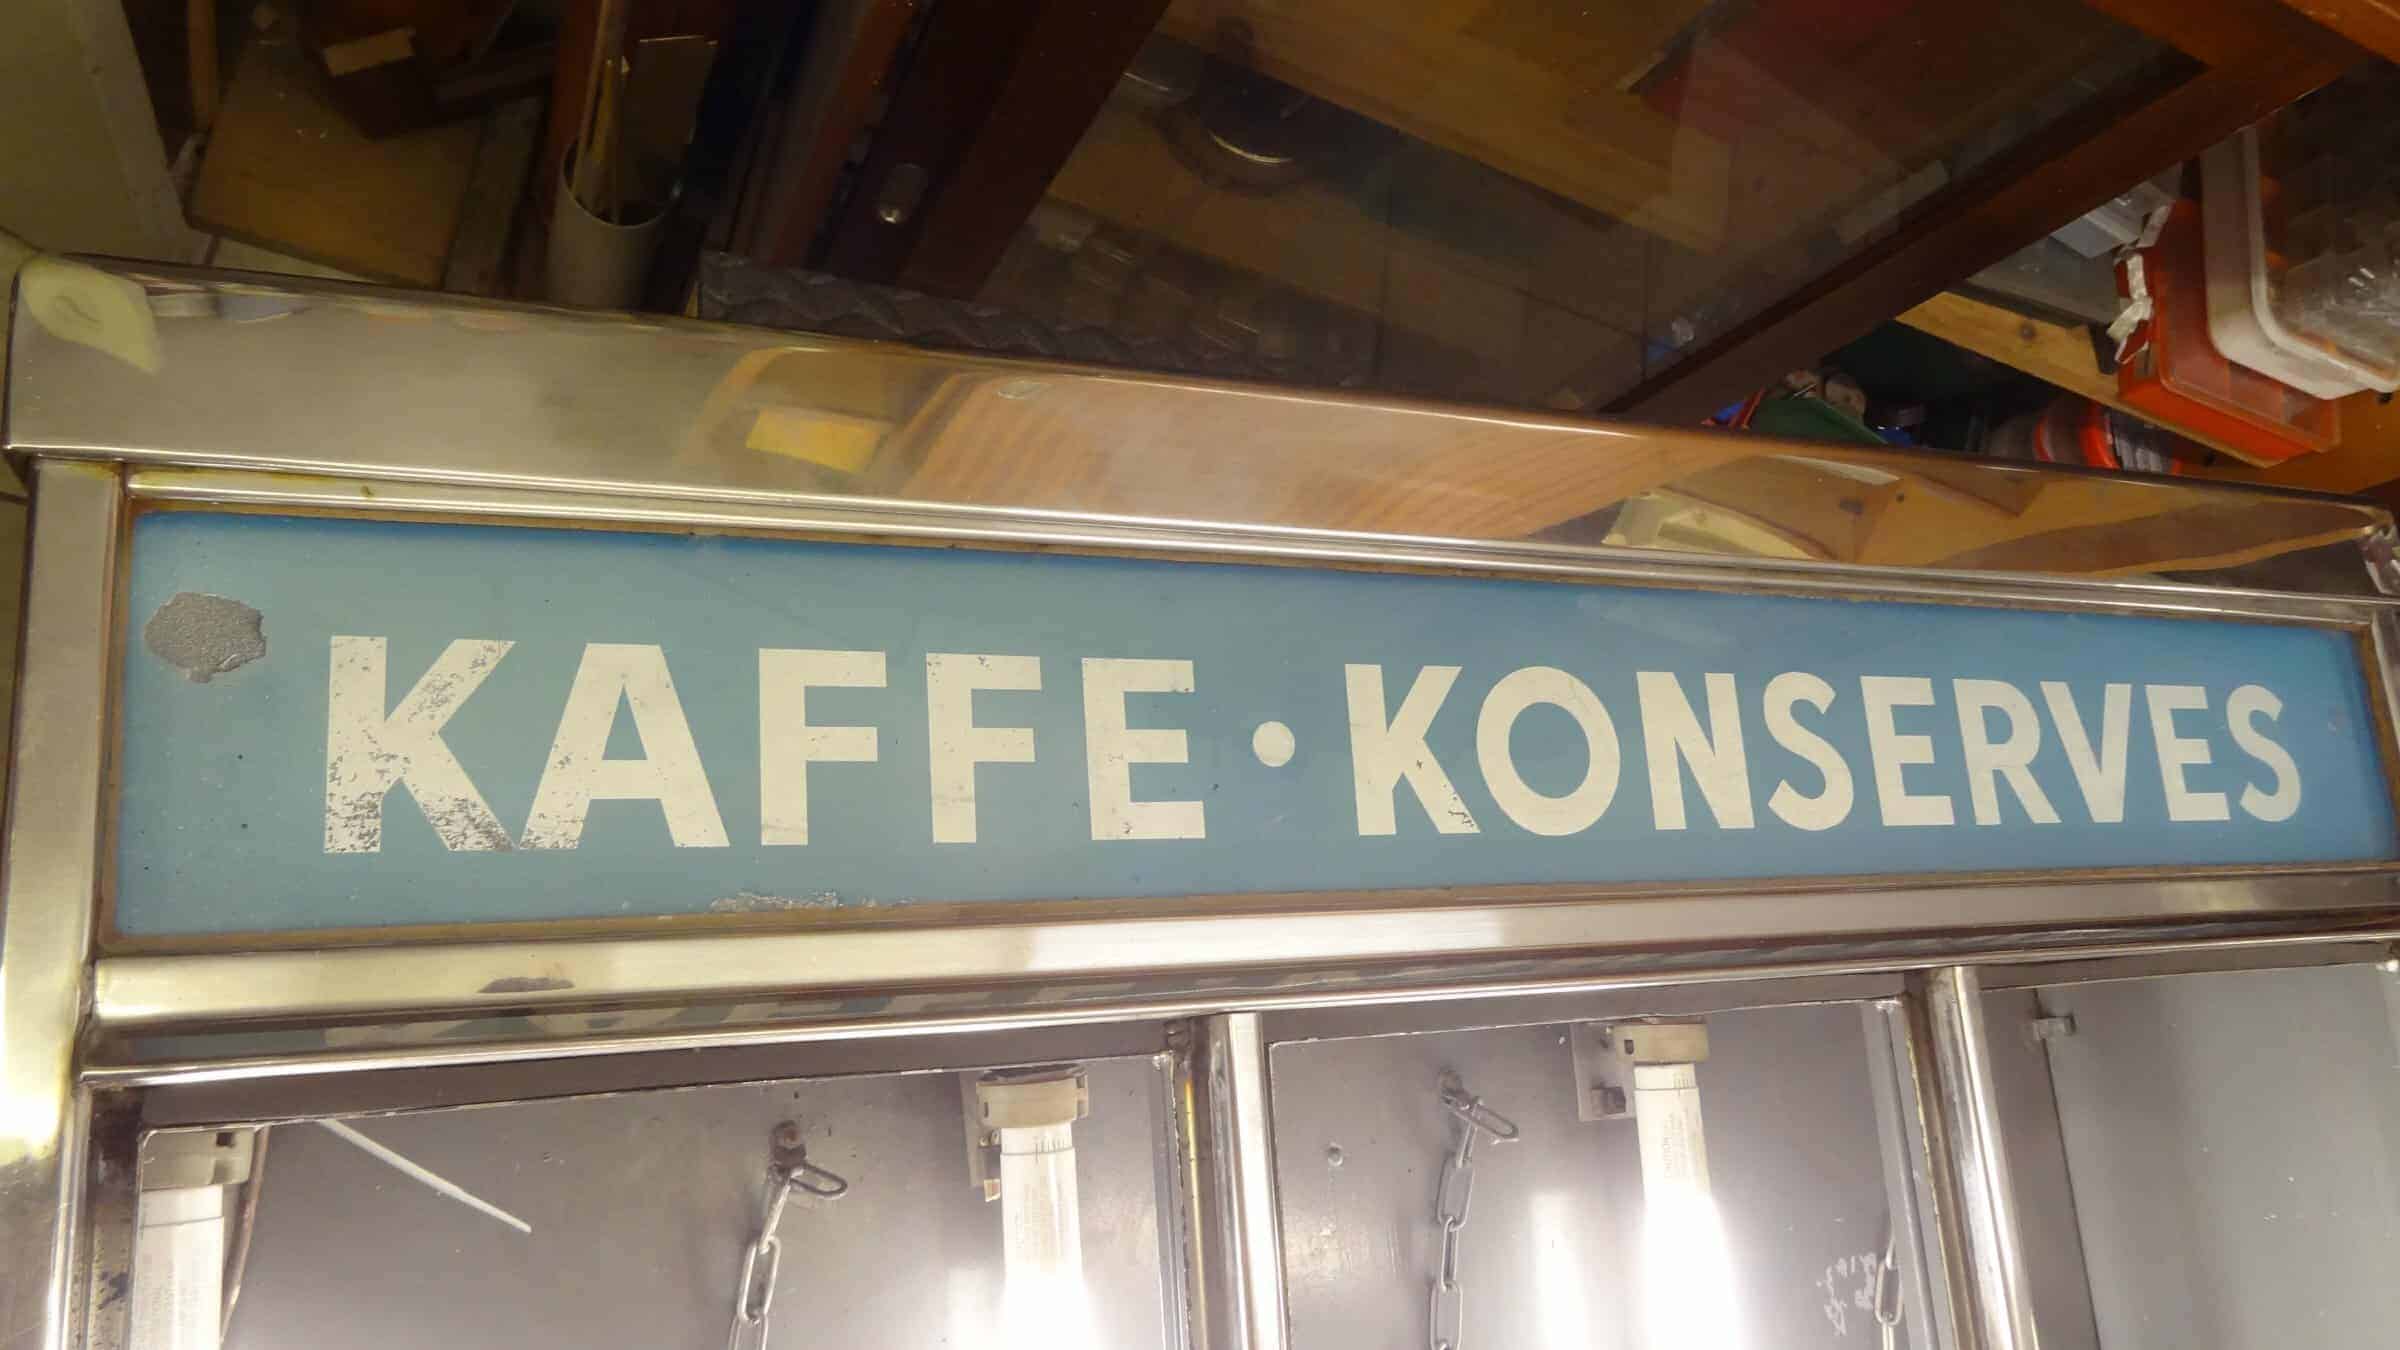 KAFFE • KONSERVES